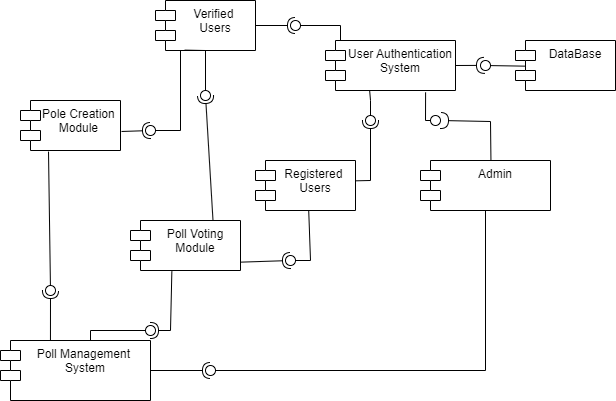 Verified
Users
User Authentication
System
DataBase
Pole Creation
Module
Registered
Users
Admin
Poll Voting
Module
Poll Management
System